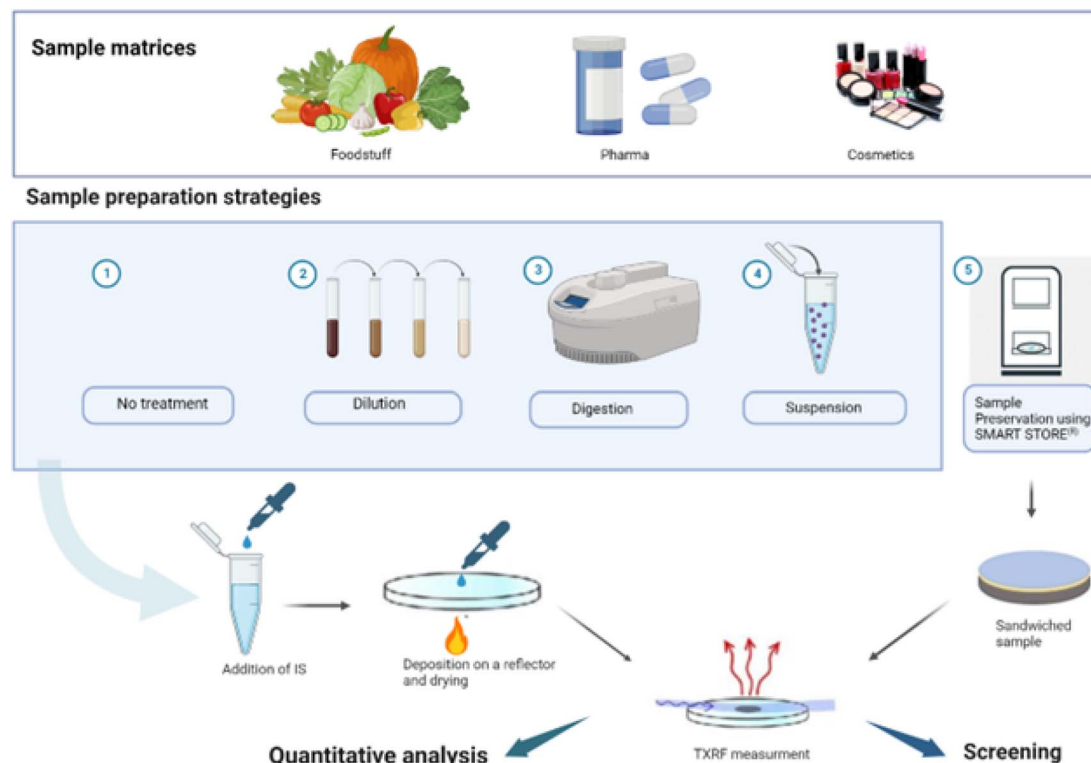 Sample matrices
Foodstuff
Pharma
Cosmetics
Sample preparation strategies
1
2
3
4
5
No treatment
Dilution
Digestion
Suspension
Sample
Preservation using
SMART STORE(R)
Addition of IS
Deposition on a reflector
and drying
Sandwiched
sample
TXRF measurment
Quantitative analysis
Screening